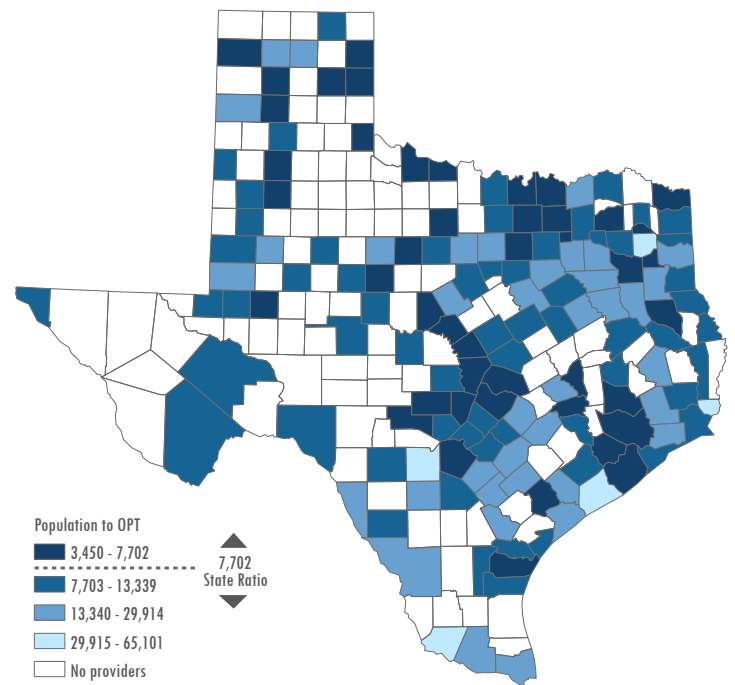 Population to OPT
3,450 - 7,702
7,703 - 13,339
13,340 - 29,914
29,915 - 65,101
No providers
7,702
State Ratio